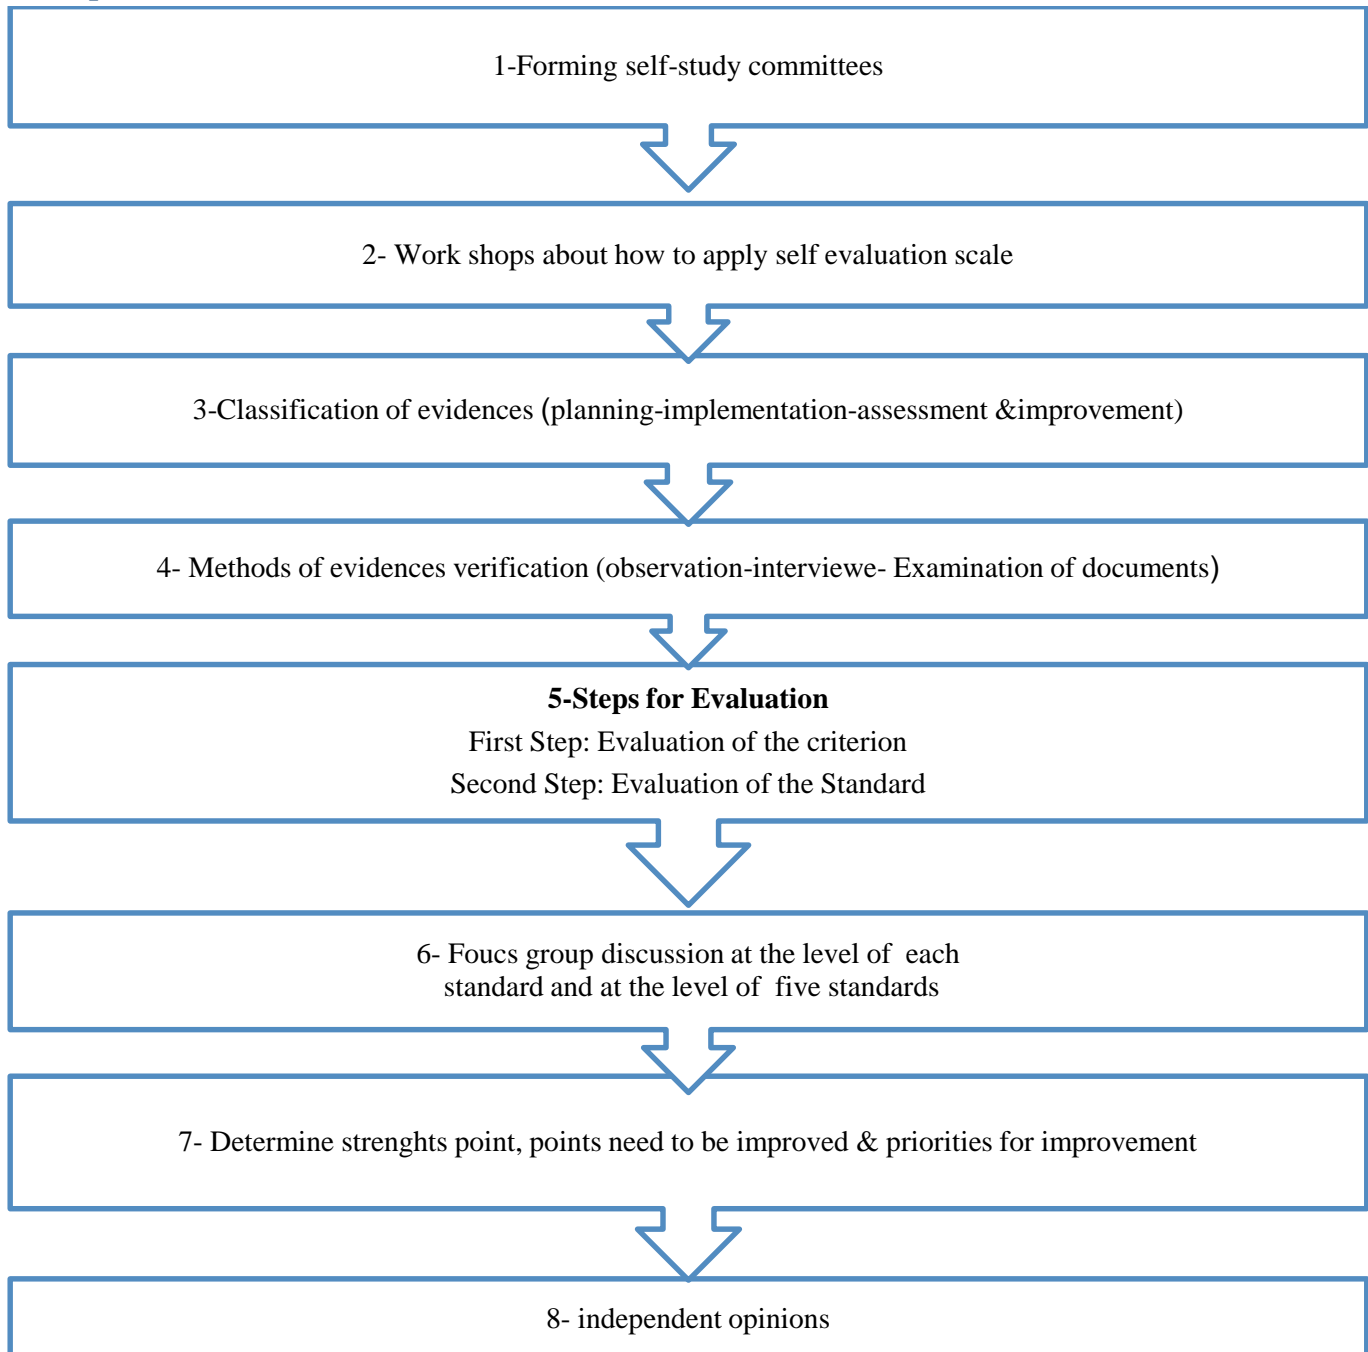 1-Forming self-study committees
2- Work shops about how to apply self evaluation scale
3-Classification of evidences (planning-implementation-assessment &improvement)
4- Methods of evidences verification (observation-interviewe- Examination of documents)
5-Steps for Evaluation
First Step: Evaluation of the criterion
Second Step: Evaluation of the Standard
6- Foucs group discussion at the level of  each
standard and at the level of  five standards
7- Determine strenghts point, points need to be improved & priorities for improvement
8- independent opinions